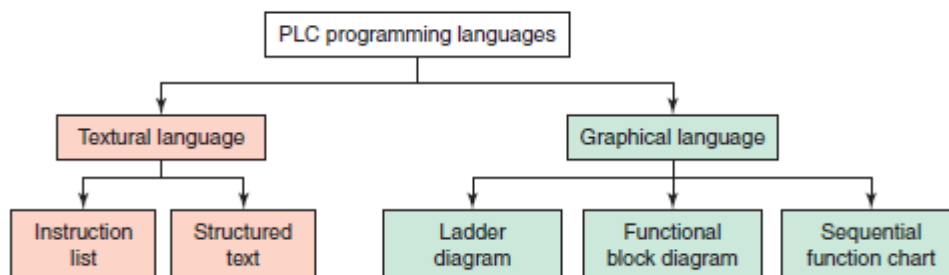 PLC programming languages
Textural language
Graphical language
Instruction
list
Structured
text
Ladder
diagram
Functional
block diagram
Sequential
function chart